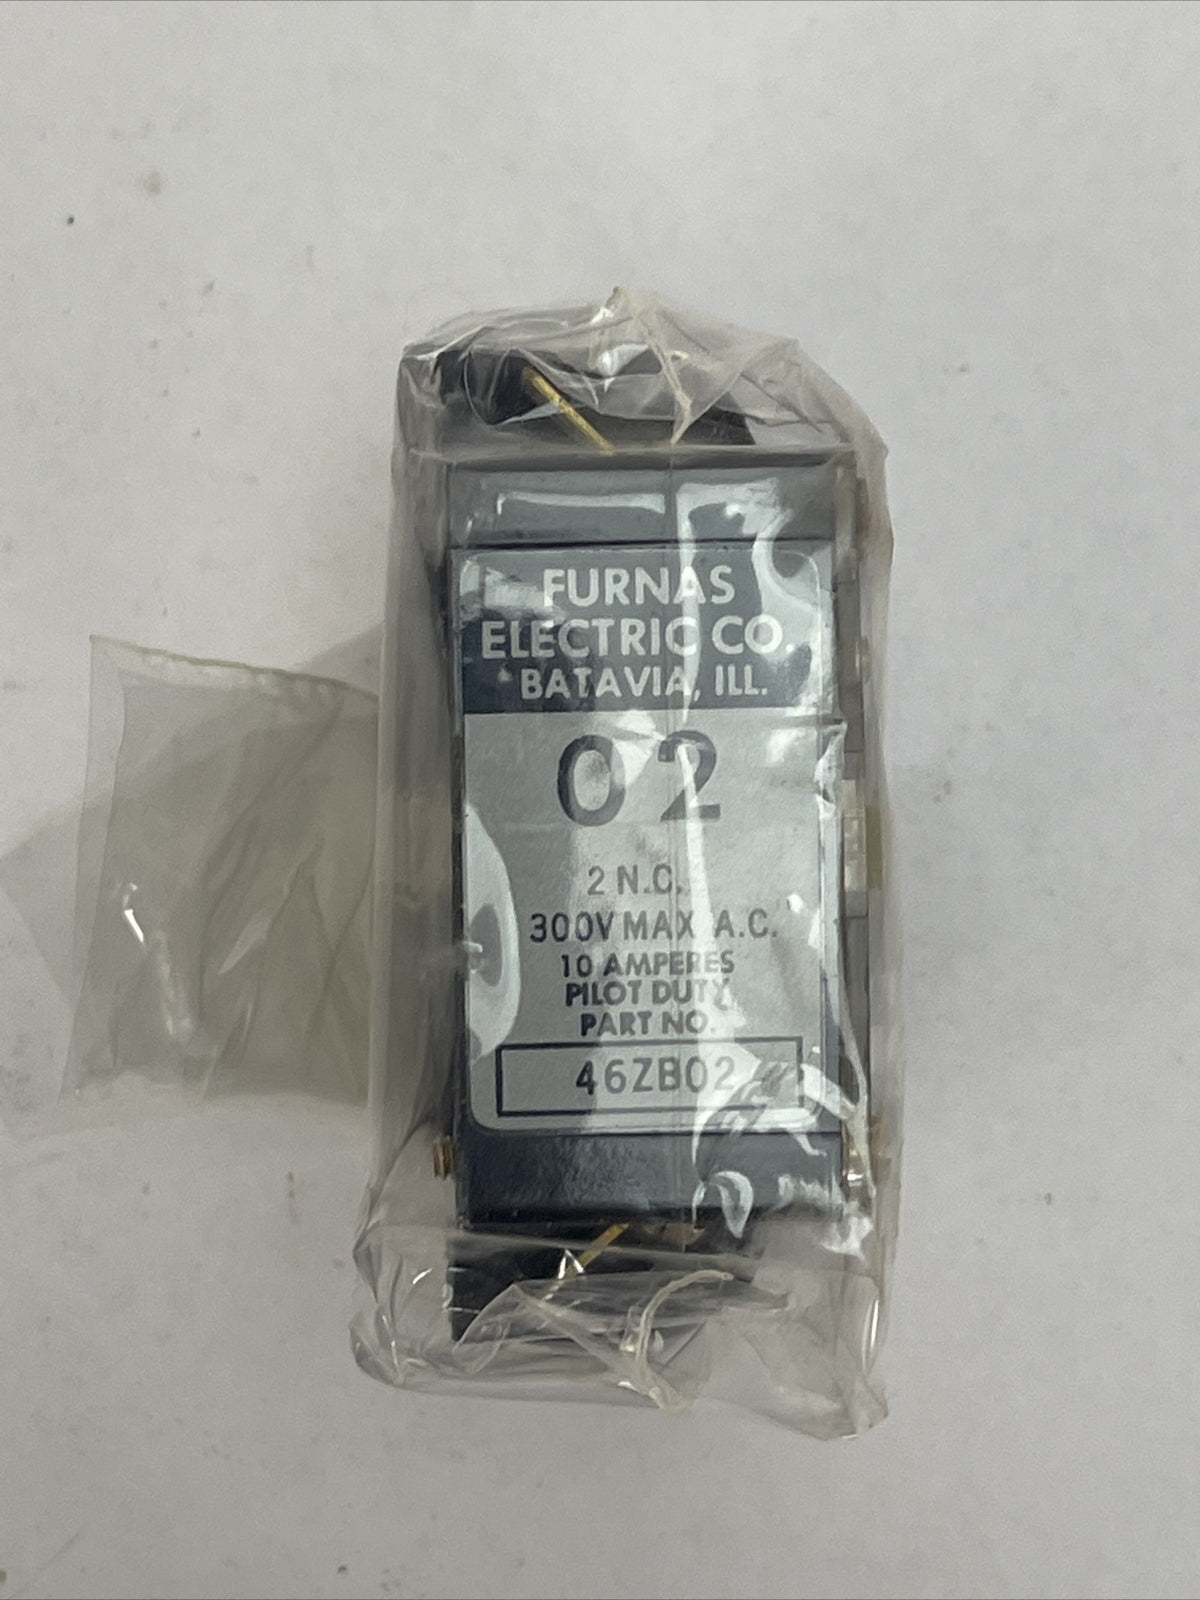 FURNAS
ELECTRIC CO.
BATAVIA, ILL.
02
2 N.C.
300V MAX A.C.
10 AMPERES
PILOT DUTY
PART NO.
46ZB02